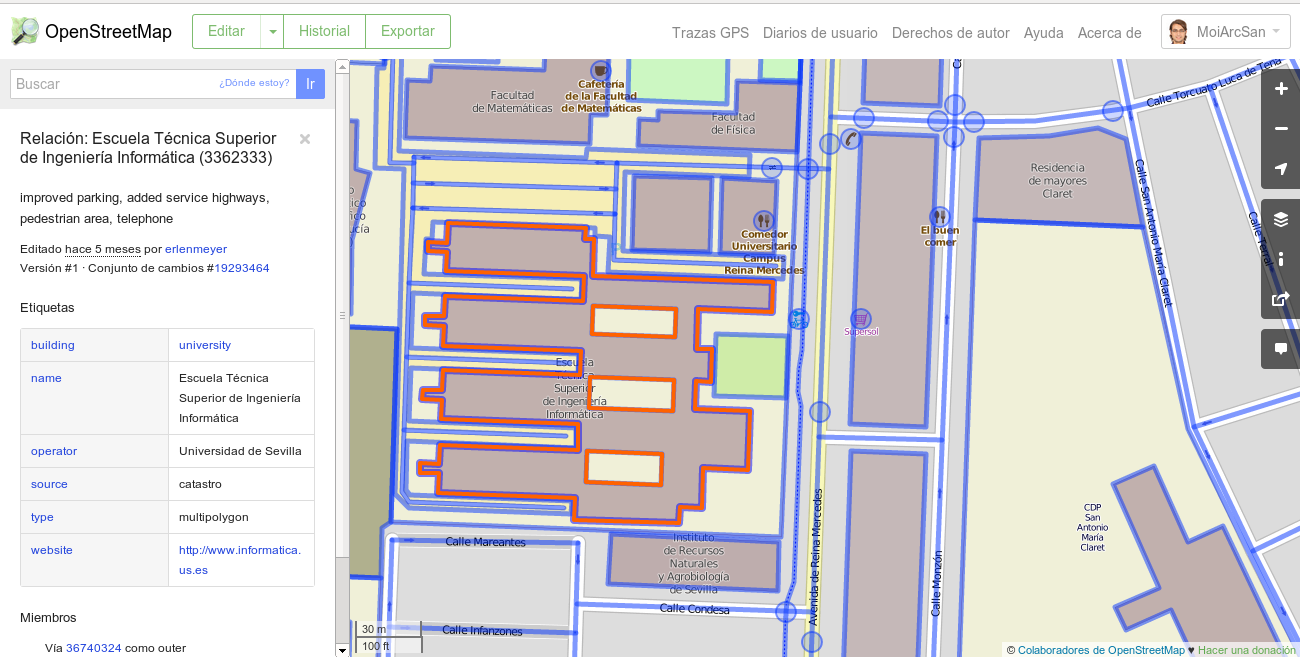 OpenStreetMap
Editar
Historial
Exportar
Trazas GPS
Diarios de usuario
Derechos de autor
Ayuda
Acerca de
MoiArcSan
Buscar
¿Dónde estoy?
Ir
Relación: Escuela Técnica Superior
de Ingeniería Informática (3362333)
×
improved parking, added service highways,
pedestrian area, telephone
Editado hace 5 meses por erlenmeyer
Versión #1 · Conjunto de cambios #19293464
Etiquetas
building university
name Escuela Técnica
Superior de Ingeniería
Informática
operator Universidad de Sevilla
source catastro
type multipolygon
website http://www.informatica.
us.es
Miembros
Vía 36740324 como outer
Facultad
de Matemáticas
Cafetería
de la Facultad
de Matemáticas
Facultad
de Física
Comedor
Universitario
Campus
Reina Mercedes
Escuela
Técnica
Superior
de Ingeniería
Informática
Instituto
de Recursos
Naturales
y Agrobiología
de Sevilla
Calle Mareantes
Calle Condesa
Calle Infanzones
Avenida de Reina Mercedes
Calle Monzón
Supersol
El buen
comer
Residencia
de mayores
Claret
Calle Torcuato Luca de Tena
Calle San Antonio María Claret
Calle Terral
CDP
San
Antonio
María
Claret
30 m
100 ft
© Colaboradores de OpenStreetMap ♥ Hacer una donación